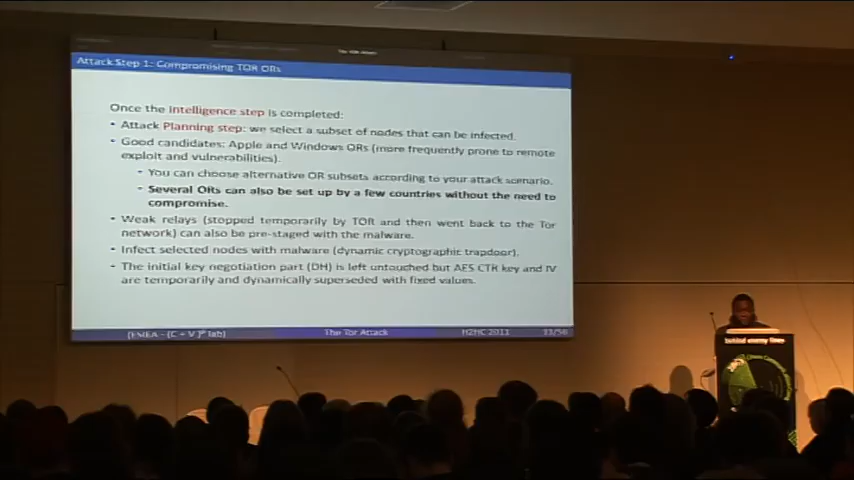 Attack Step 1: Compromising TOR ORs
Once the intelligence step is completed:
Attack Planning step: we select a subset of nodes that can be infected.
Good candidates: Apple and Windows ORs (more frequently prone to remote
exploit and vulnerabilities).
You can choose alternative OR subsets according to your attack scenario.
Several ORs can also be set up by a few countries without the need to
compromise.
Weak relays (stopped temporarily by TOR and then went back to the Tor
network) can also be pre-staged with the malware.
Infect selected nodes with malware (dynamic cryptographic trapdoor).
The initial key negotiation part (DH) is left untouched but AES CTR key and IV
are temporarily and dynamically superseded with fixed values.
The Tor Attack
H2HC 2011
13/56
behind enemy lines